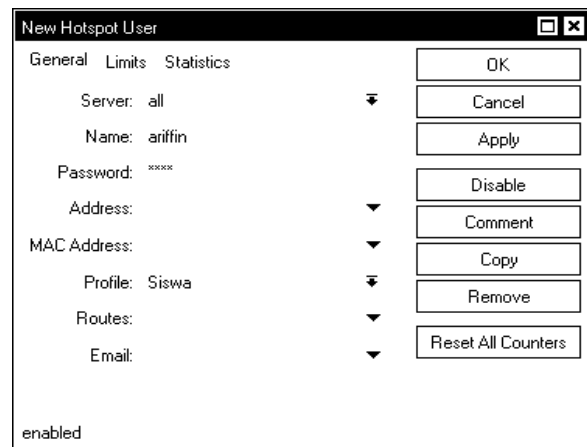 New Hotspot User
General Limits Statistics
Server: all
Name: ariffin
Password: ****
Address:
MAC Address:
Profile: Siswa
Routes:
Email:
OK
Cancel
Apply
Disable
Comment
Copy
Remove
Reset All Counters
enabled